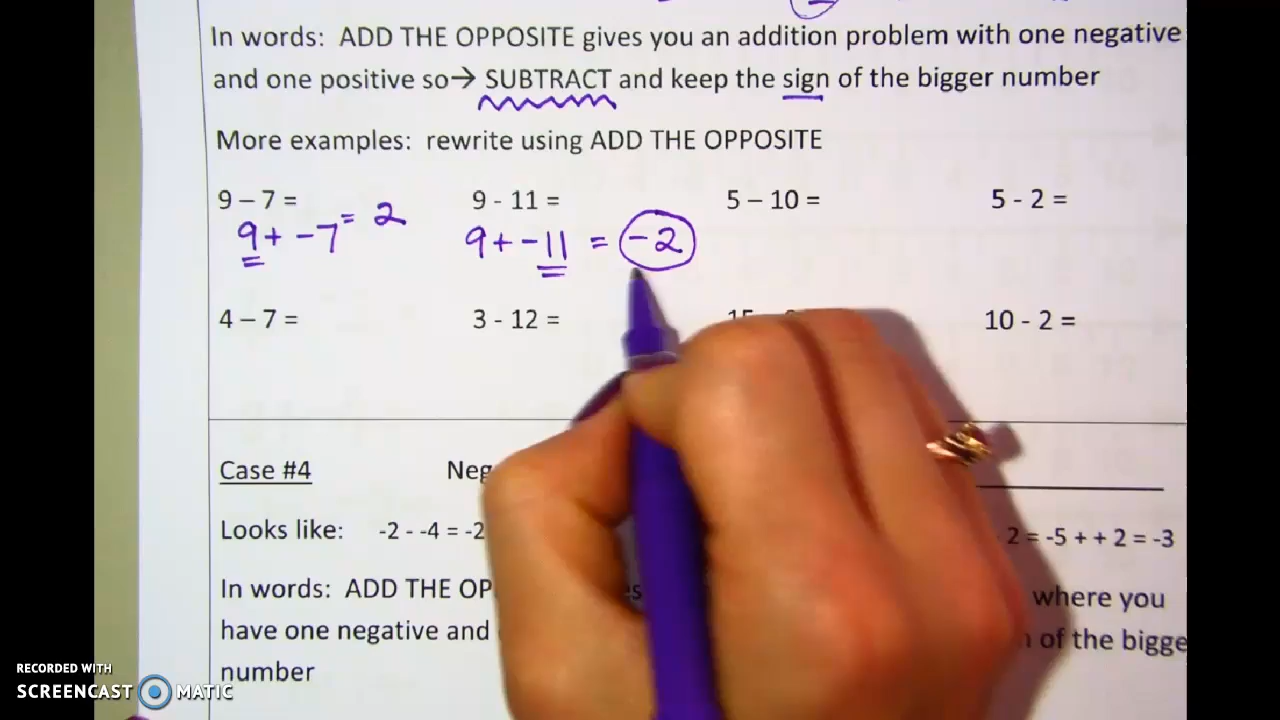 In words: ADD THE OPPOSITE gives you an addition problem with one negative
and one positive so→ SUBTRACT and keep the sign of the bigger number
More examples: rewrite using ADD THE OPPOSITE
9 – 7 = 9 - 11 = 5 – 10 = 5 - 2 =
9 + -7 = 2 9 + -11 = -2
4 – 7 = 3 - 12 = 10 - 2 =
Case #4
Looks like: -2 - -4 = -2 2 = -5 + + 2 = -3
In words: ADD THE where you
have one negative and of the
number
RECORDED WITH
SCREENCAST MATIC